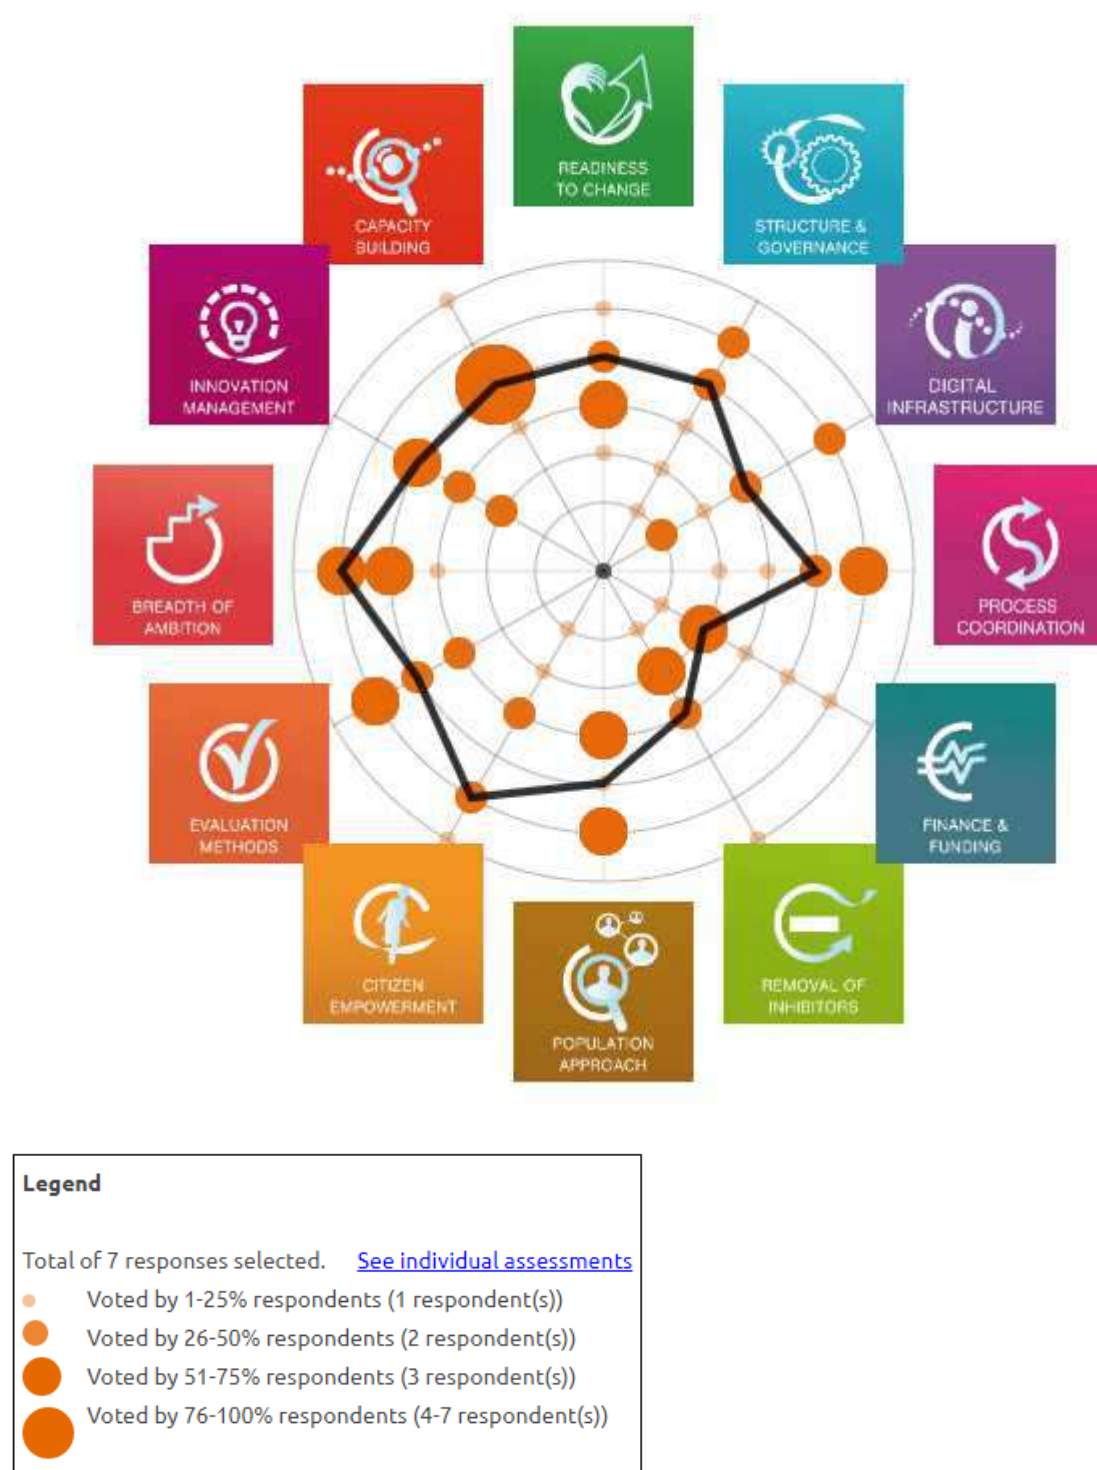 READINESS
TO CHANGE
STRUCTURE &
GOVERNANCE
DIGITAL
INFRASTRUCTURE
PROCESS
COORDINATION
FINANCE &
FUNDING
REMOVAL OF
INHIBITORS
POPULATION
APPROACH
CITIZEN
EMPOWERMENT
EVALUATION
METHODS
BREADTH OF
AMBITION
INNOVATION
MANAGEMENT
CAPACITY
BUILDING
Legend
Total of 7 responses selected. See individual assessments
Voted by 1-25% respondents (1 respondent(s))
Voted by 26-50% respondents (2 respondent(s))
Voted by 51-75% respondents (3 respondent(s))
Voted by 76-100% respondents (4-7 respondent(s))